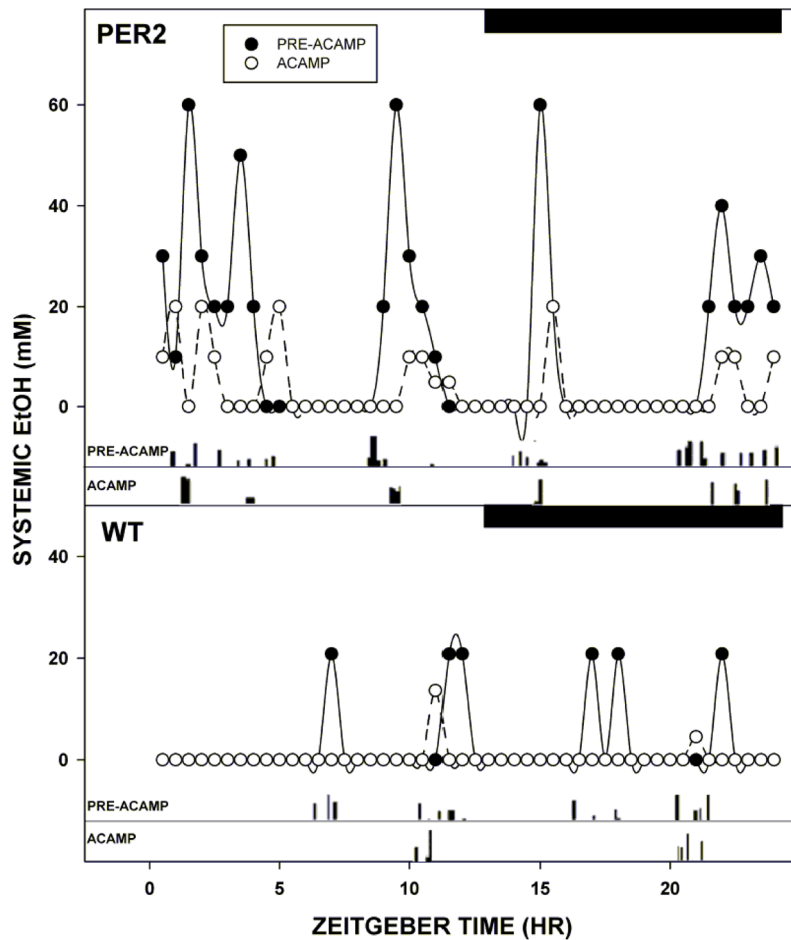 PER2
PRE-ACAMP
ACAMP
60
40
20
0
PRE-ACAMP
ACAMP
SYSTEMIC EtOH (mM)
WT
40
20
0
PRE-ACAMP
ACAMP
0 5 10 15 20
ZEITGEBER TIME (HR)